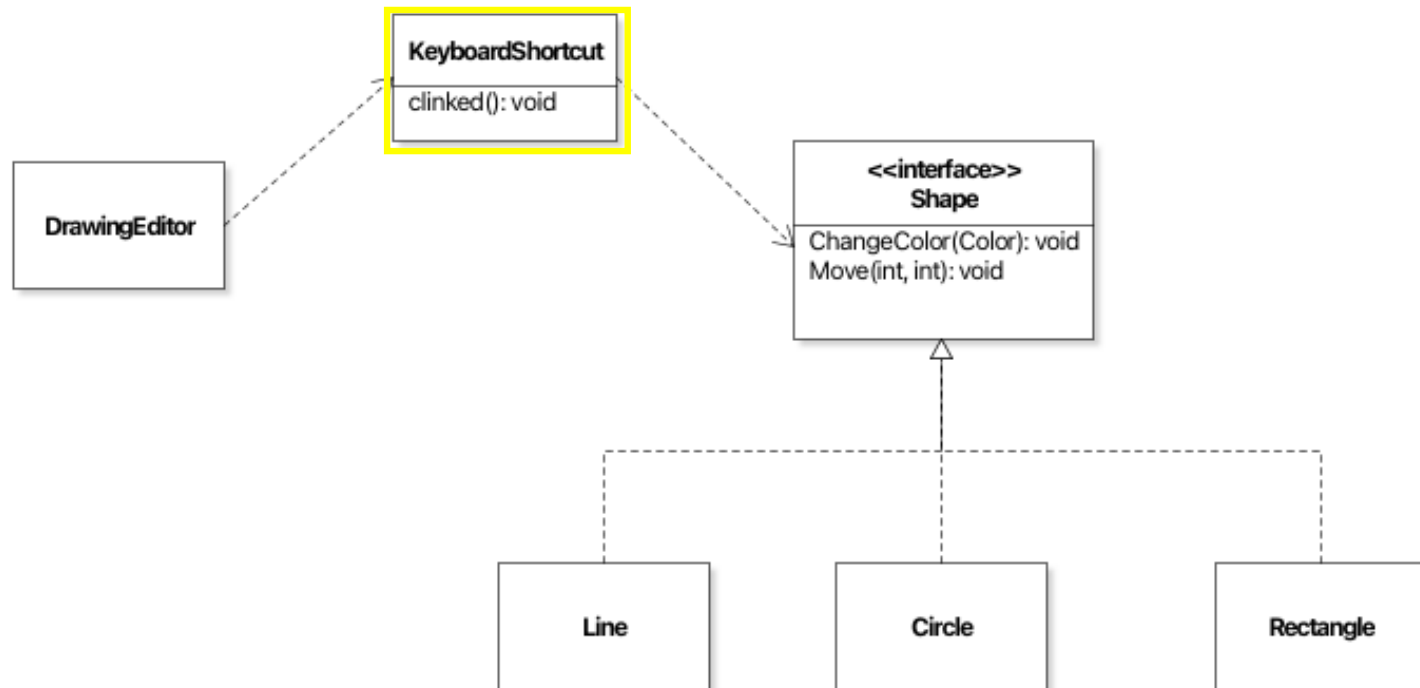 KeyboardShortcut
clinked(): void
DrawingEditor
<<interface>>
Shape
ChangeColor(Color): void
Move(int, int): void
Line
Circle
Rectangle